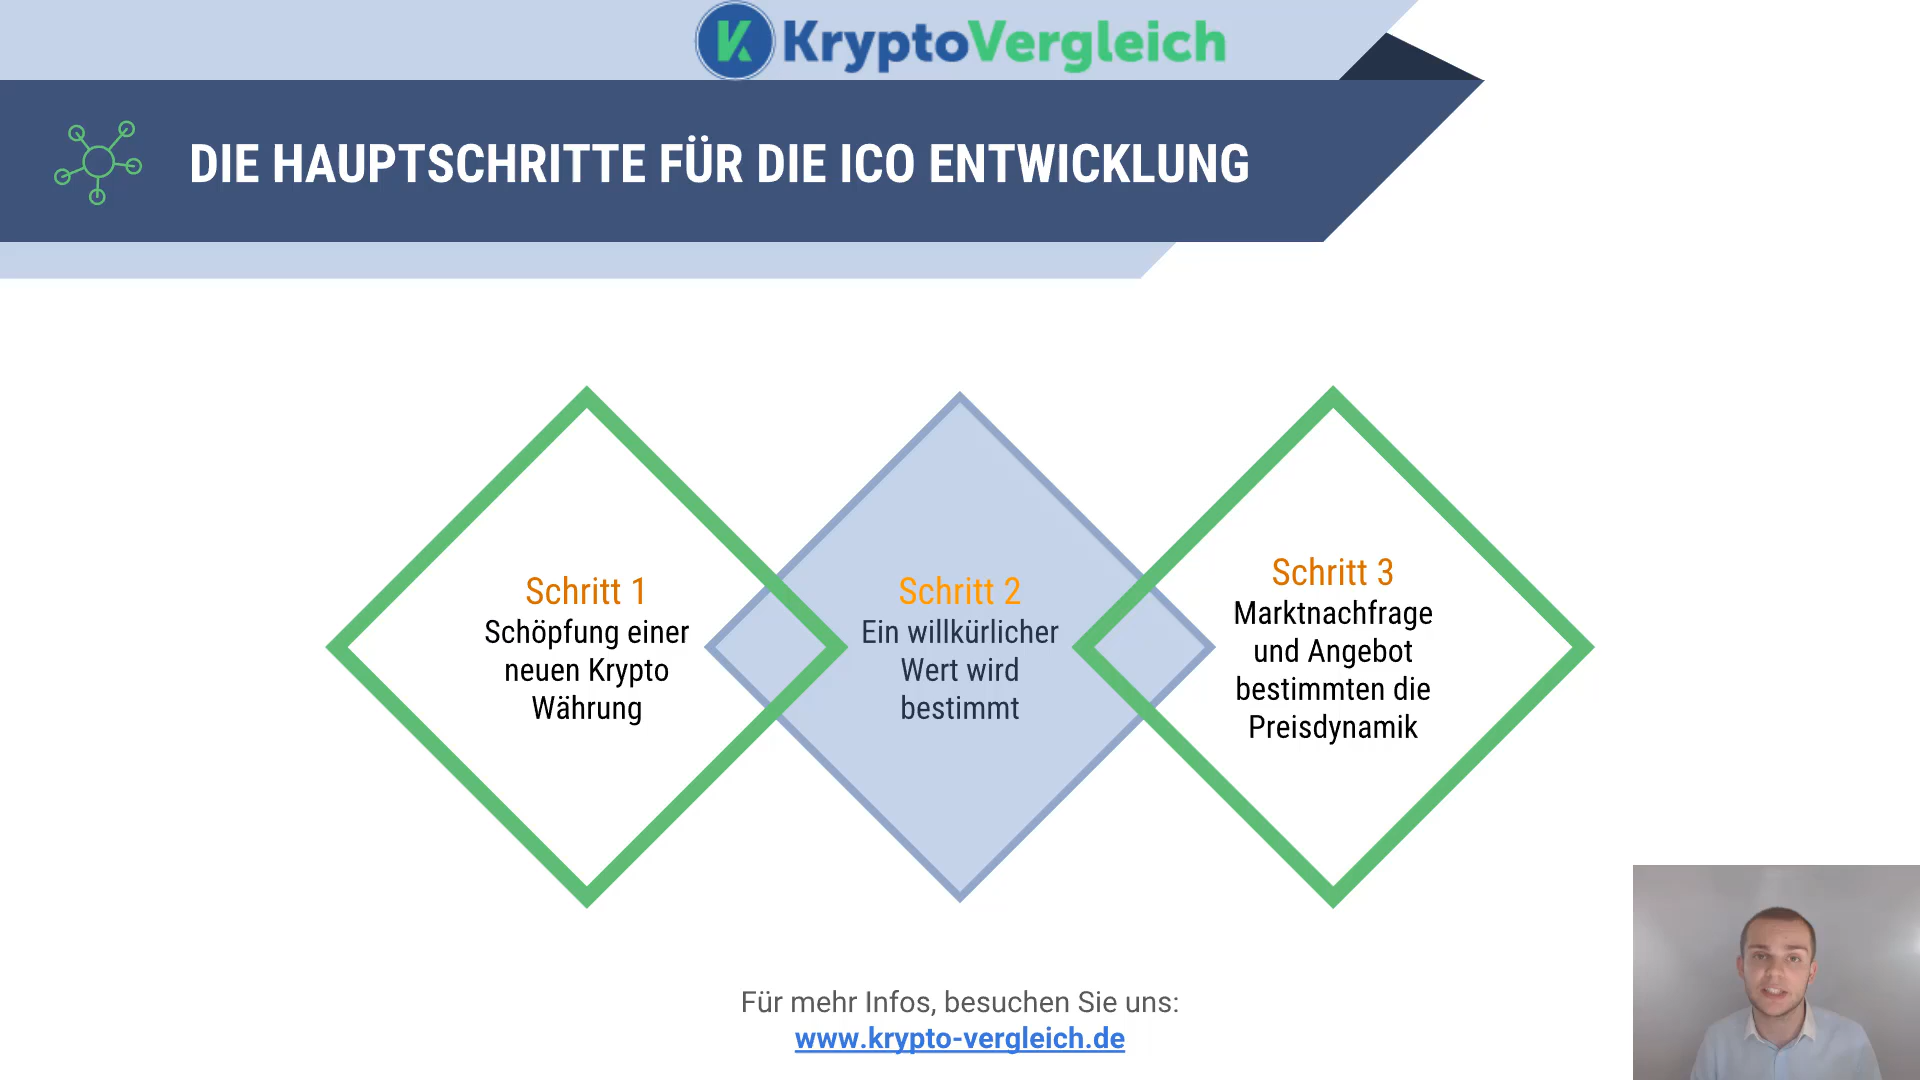 KryptoVergleich
DIE HAUPTSCHRITTE FÜR DIE ICO ENTWICKLUNG
Schritt 1
Schöpfung einer
neuen Krypto
Währung
Schritt 2
Ein willkürlicher
Wert wird
bestimmt
Schritt 3
Marktnachfrage
und Angebot
bestimmten die
Preisdynamik
Für mehr Infos, besuchen Sie uns:
www.krypto-vergleich.de